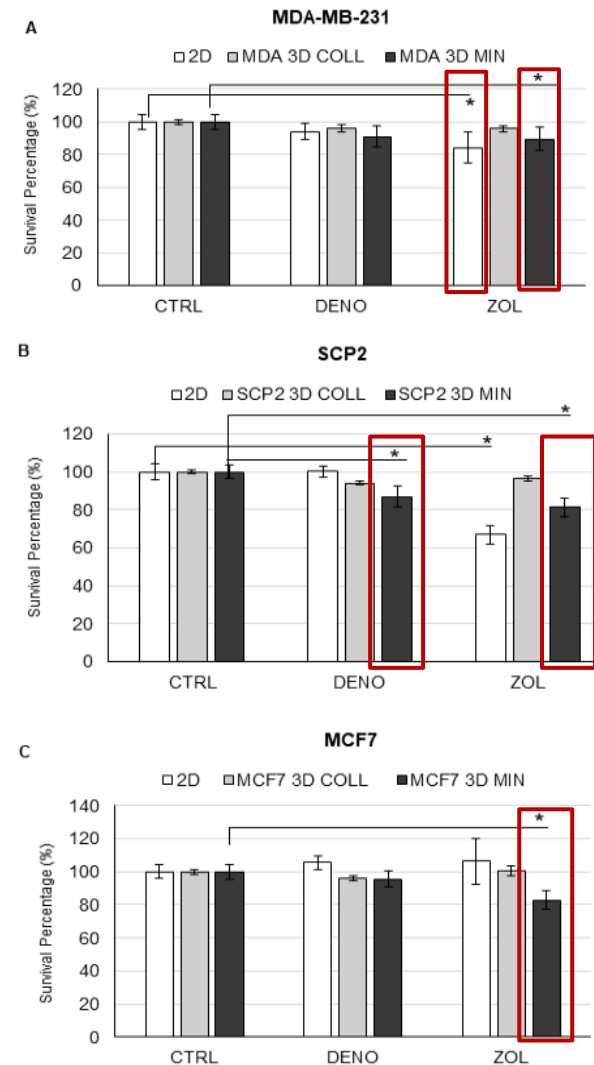 MDA-MB-231
A
2D MDA 3D COLL MDA 3D MIN
Survival Percentage (%)
120
100
80
60
40
20
0
*
*
CTRL DENO ZOL
B
SCP2
2D SCP2 3D COLL SCP2 3D MIN
Survival Percentage (%)
120
100
80
60
40
20
0
*
*
*
CTRL DENO ZOL
MCF7
C
2D MCF7 3D COLL MCF7 3D MIN
Survival Percentage (%)
140
120
100
80
60
40
20
0
*
CTRL DENO ZOL